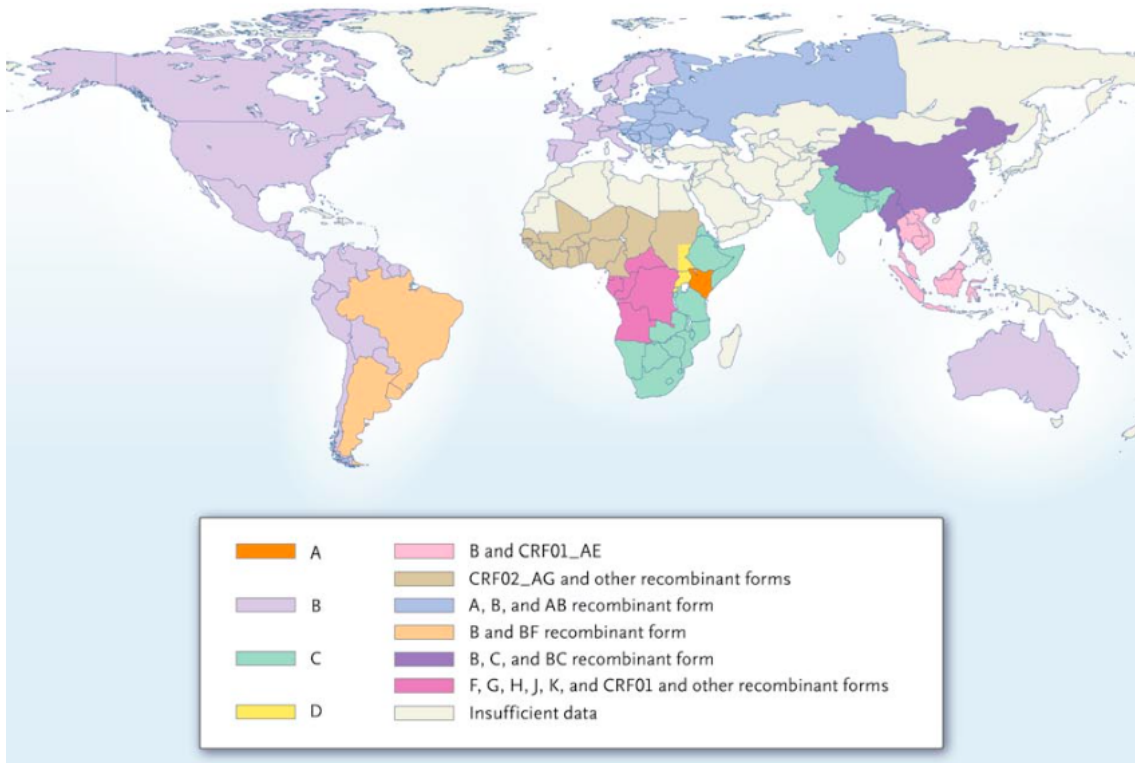 A
B
C
D
B and CRF01_AE
CRF02_AG and other recombinant forms
A, B, and AB recombinant form
B and BF recombinant form
B, C, and BC recombinant form
F, G, H, J, K, and CRF01 and other recombinant forms
Insufficient data